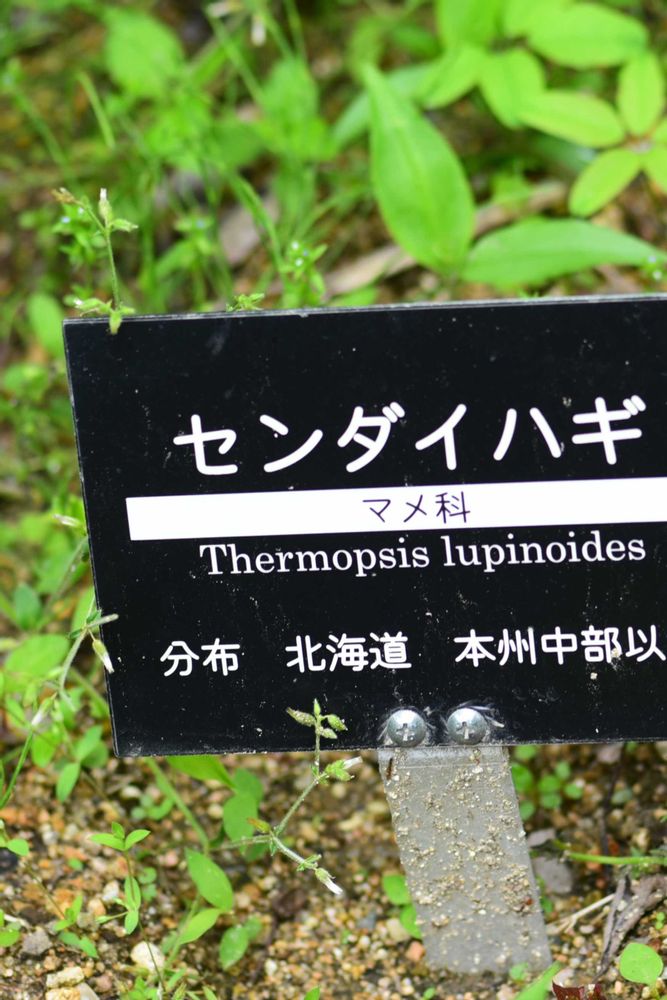 センダイハギ
マメ科
Thermopsis lupinoides
分布　北海道　本州中部以